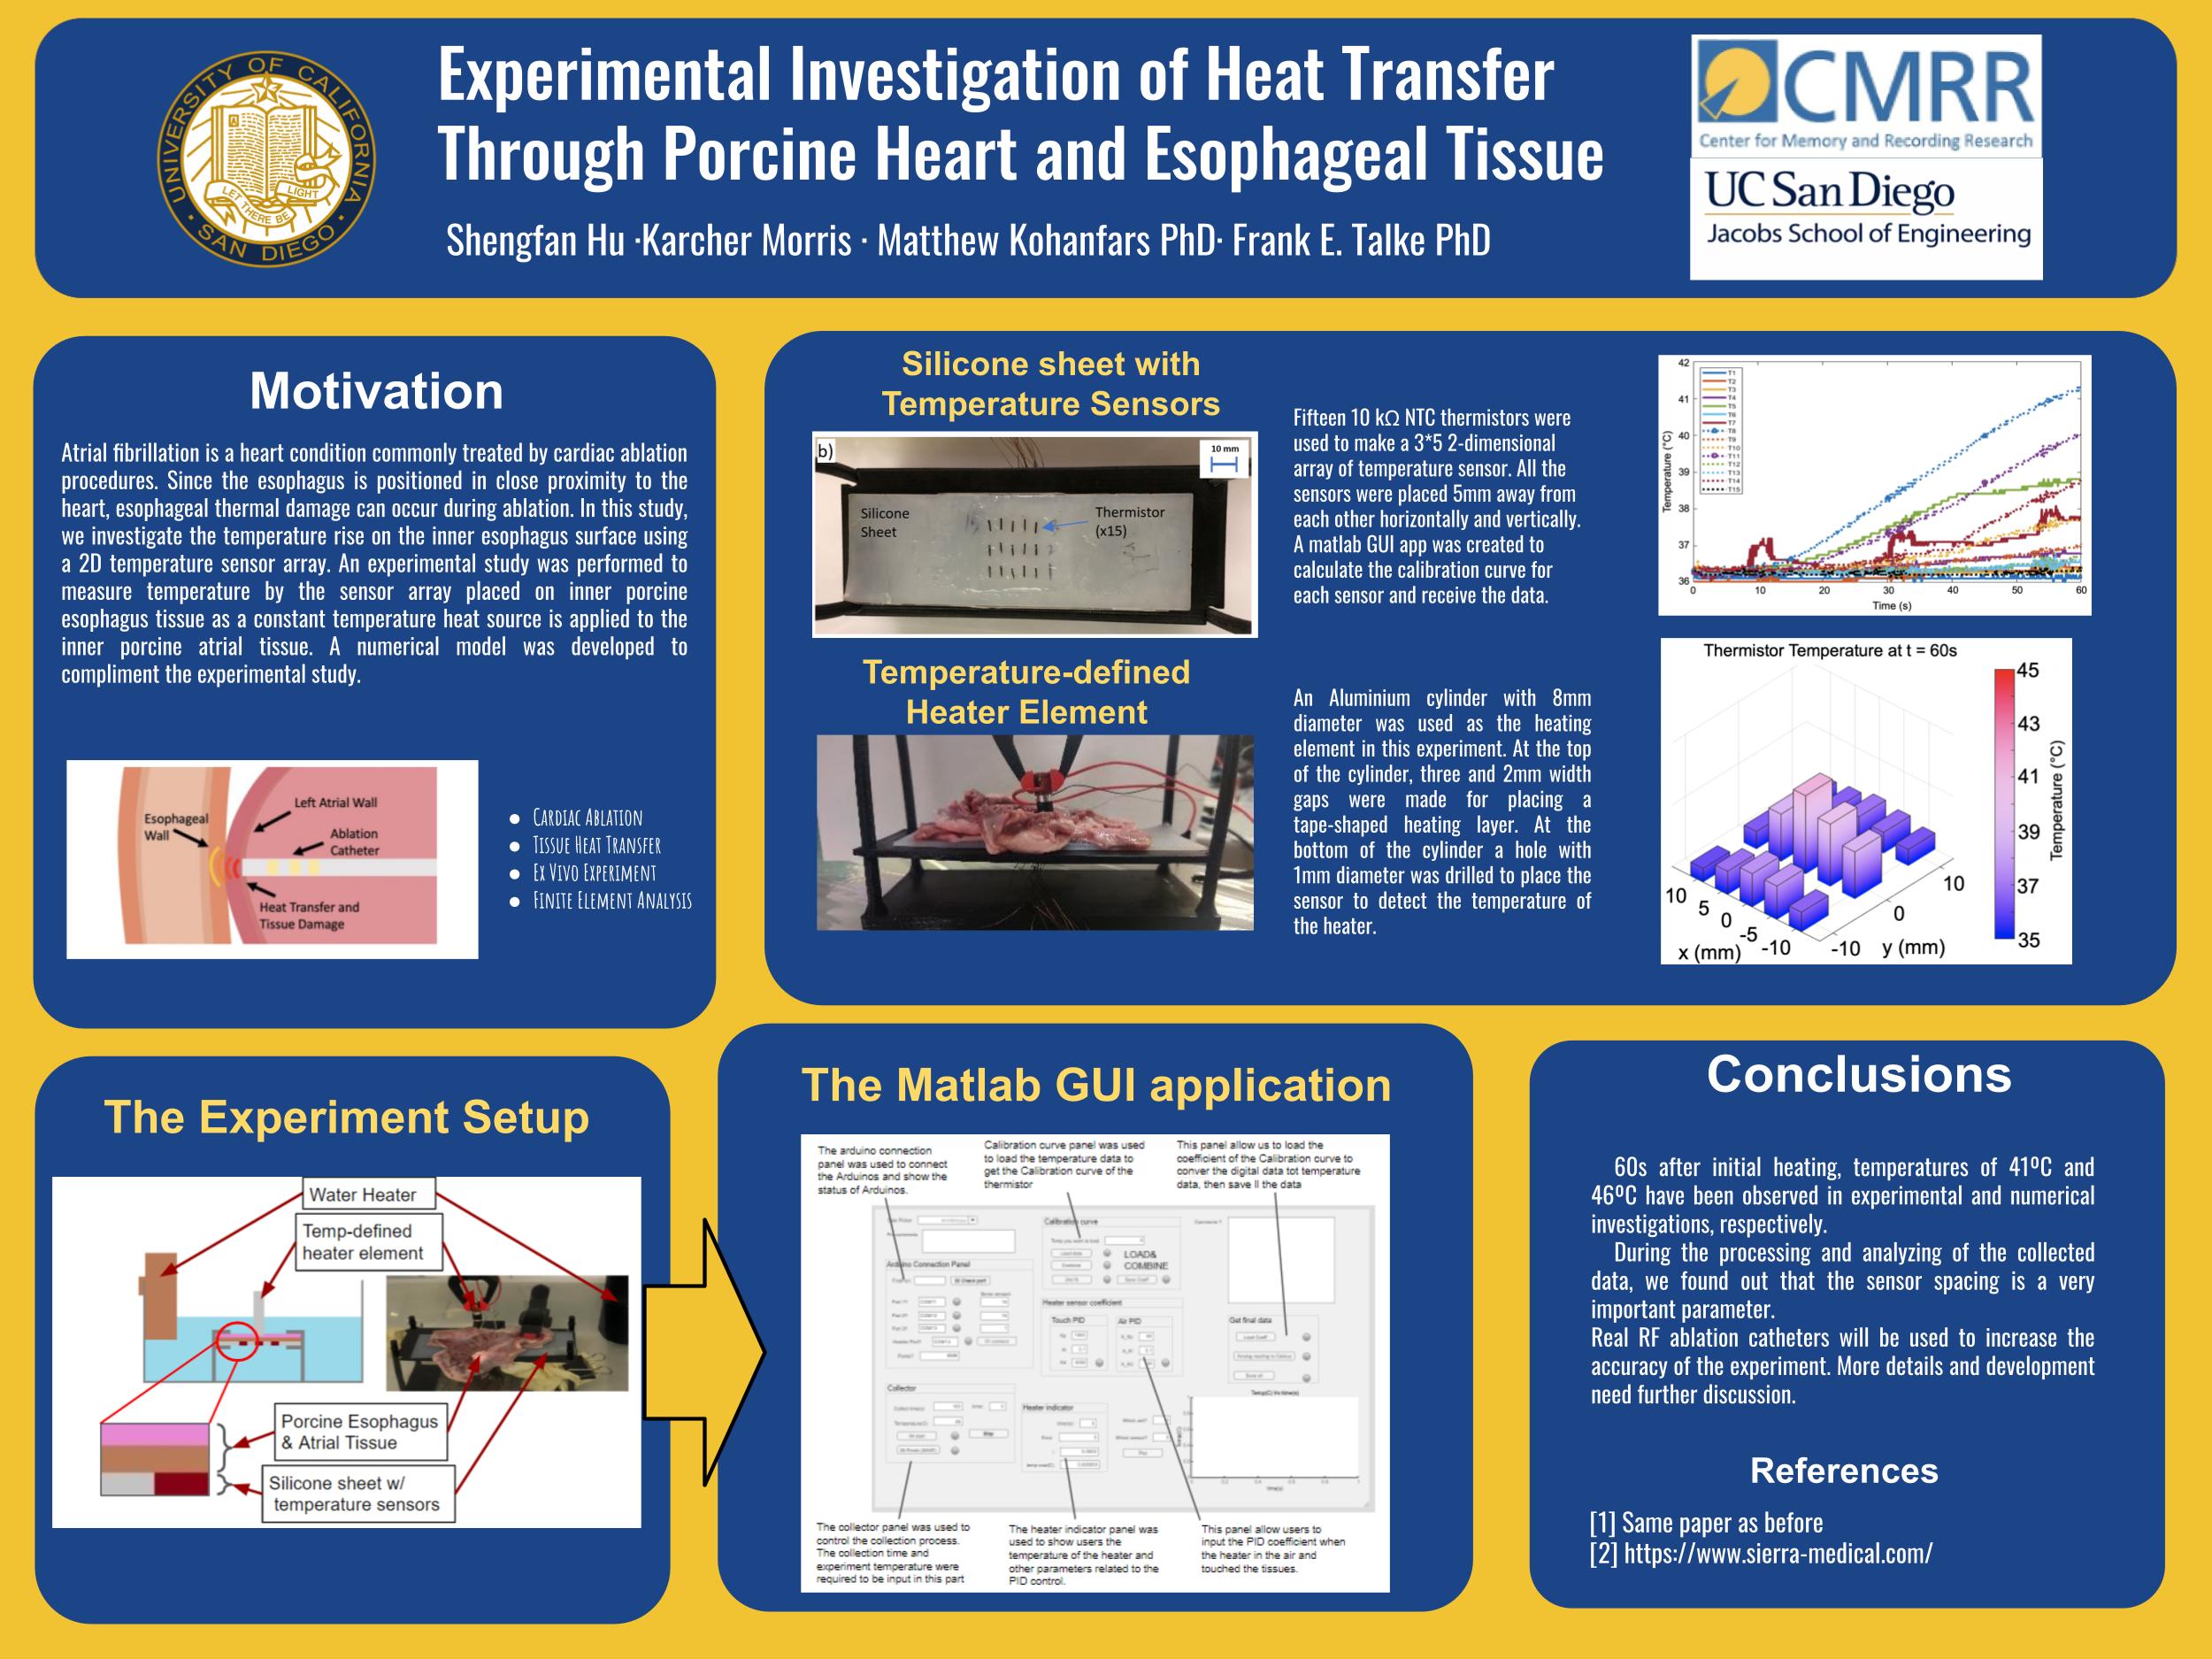 UNIVERSITY OF CALIFORNIA
LET THERE BE LIGHT
SAN DIEGO
Experimental Investigation of Heat Transfer
Through Porcine Heart and Esophageal Tissue
Shengfan Hu ·Karcher Morris · Matthew Kohanfars PhD· Frank E. Talke PhD
CMRR
Center for Memory and Recording Research
UC San Diego
Jacobs School of Engineering
Motivation
Atrial fibrillation is a heart condition commonly treated by cardiac ablation
procedures. Since the esophagus is positioned in close proximity to the
heart, esophageal thermal damage can occur during ablation. In this study,
we investigate the temperature rise on the inner esophagus surface using
a 2D temperature sensor array. An experimental study was performed to
measure temperature by the sensor array placed on inner porcine
esophagus tissue as a constant temperature heat source is applied to the
inner porcine atrial tissue. A numerical model was developed to
compliment the experimental study.
Esophageal
Wall
Left Atrial Wall
Ablation
Catheter
Heat Transfer and
Tissue Damage
● Cardiac Ablation
● Tissue Heat Transfer
● Ex Vivo Experiment
● Finite Element Analysis
Silicone sheet with
Temperature Sensors
b)
10 mm
Silicone
Sheet
Thermistor
(x15)
Fifteen 10 kΩ NTC thermistors were
used to make a 3*5 2-dimensional
array of temperature sensor. All the
sensors were placed 5mm away from
each other horizontally and vertically.
A matlab GUI app was created to
calculate the calibration curve for
each sensor and receive the data.
Temperature-defined
Heater Element
An Aluminium cylinder with 8mm
diameter was used as the heating
element in this experiment. At the top
of the cylinder, three and 2mm width
gaps were made for placing a
tape-shaped heating layer. At the
bottom of the cylinder a hole with
1mm diameter was drilled to place the
sensor to detect the temperature of
the heater.
42
41
40
39
38
37
36
Temperature (°C)
T1
T2
T3
T4
T5
T6
T7
T8
T9
T10
T11
T12
T13
T14
T15
0 10 20 30 40 50 60
Time (s)
Thermistor Temperature at t = 60s
45
43
41
39
37
35
Temperature (°C)
10 5 0 -5 -10
x (mm)
-10 0 10
y (mm)
The Experiment Setup
Water Heater
Temp-defined
heater element
Porcine Esophagus
& Atrial Tissue
Silicone sheet w/
temperature sensors
The Matlab GUI application
The arduino connection
panel was used to connect
the Arduinos and show the
status of Arduinos.
Calibration curve panel was used
to load the temperature data to
get the Calibration curve of the
thermistor
This panel allow us to load the
coefficient of the Calibration curve to
conver the digital data tot temperature
data, then save ll the data
Calibration curve
LOAD&
COMBINE
Arduino Connection Panel
Heater sensor coefficient
Touch PID
Air PID
Get final data
Collector
Heater indicator
The collector panel was used to
control the collection process.
The collection time and
experiment temperature were
required to be input in this part
The heater indicator panel was
used to show users the
temperature of the heater and
other parameters related to the
PID control.
This panel allow users to
input the PID coefficient when
the heater in the air and
touched the tissues.
Conclusions
60s after initial heating, temperatures of 41ºC and
46ºC have been observed in experimental and numerical
investigations, respectively.
During the processing and analyzing of the collected
data, we found out that the sensor spacing is a very
important parameter.
Real RF ablation catheters will be used to increase the
accuracy of the experiment. More details and development
need further discussion.
References
[1] Same paper as before
[2] https://www.sierra-medical.com/